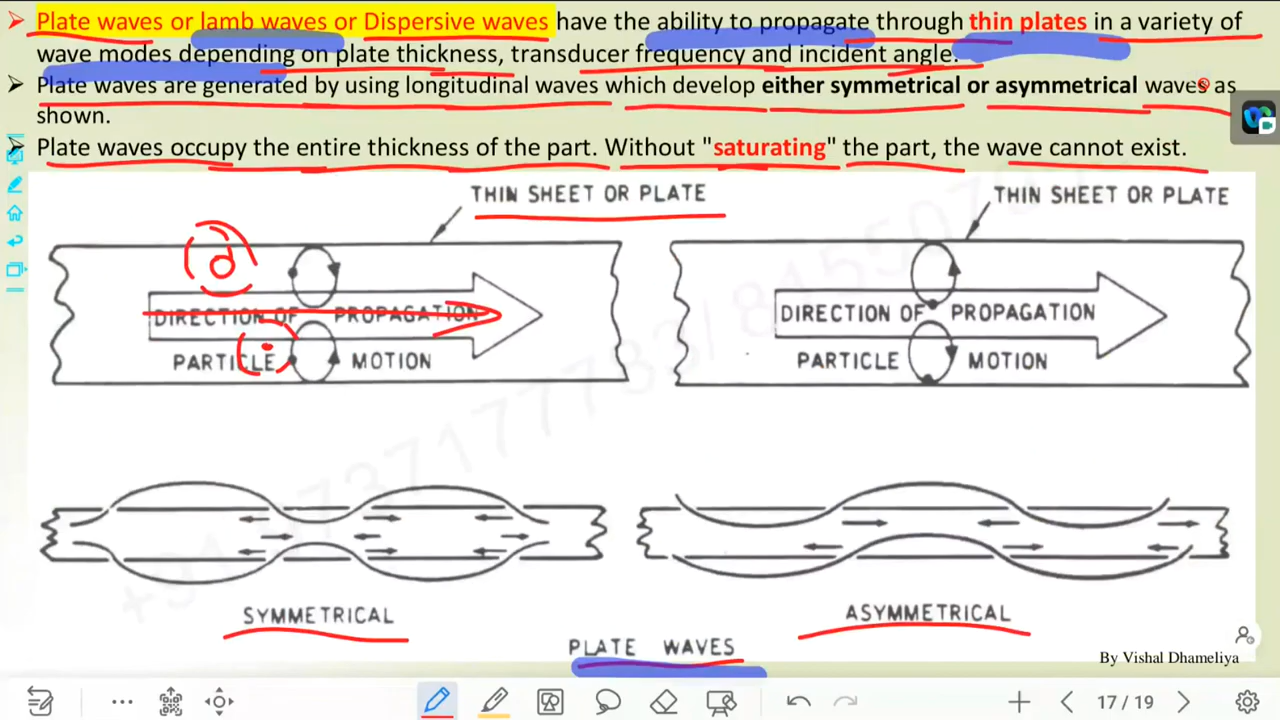 ➢ Plate waves or lamb waves or Dispersive waves have the ability to propagate through thin plates in a variety of
wave modes depending on plate thickness, transducer frequency and incident angle.
➢ Plate waves are generated by using longitudinal waves which develop either symmetrical or asymmetrical waves as
shown.
➢ Plate waves occupy the entire thickness of the part. Without "saturating" the part, the wave cannot exist.
THIN SHEET OR PLATE
THIN SHEET OR PLATE
d
DIRECTION OF PROPAGATION
DIRECTION OF PROPAGATION
PARTICLE MOTION
PARTICLE MOTION
SYMMETRICAL
ASYMMETRICAL
PLATE WAVES
By Vishal Dhameliya
17 / 19